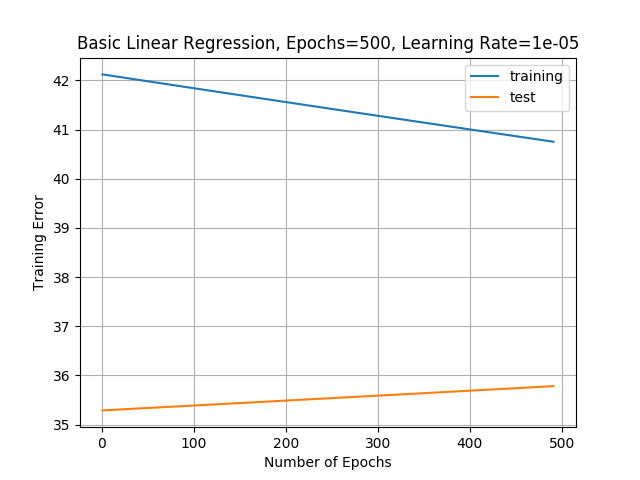 Basic Linear Regression, Epochs=500, Learning Rate=1e-05
training
test
42
41
40
39
38
37
36
35
Training Error
0 100 200 300 400 500
Number of Epochs